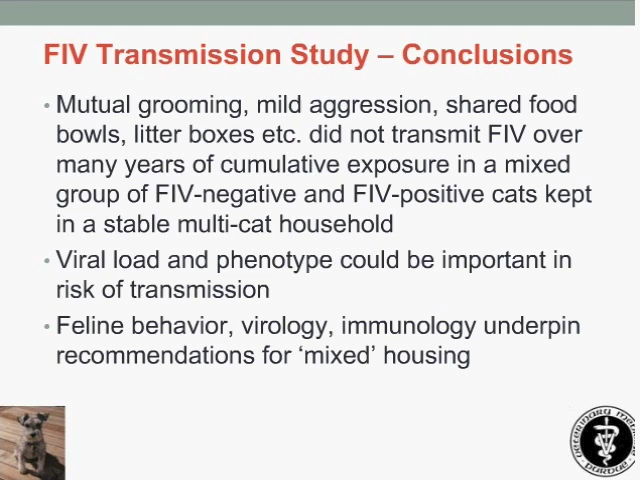 FIV Transmission Study – Conclusions
• Mutual grooming, mild aggression, shared food
bowls, litter boxes etc. did not transmit FIV over
many years of cumulative exposure in a mixed
group of FIV-negative and FIV-positive cats kept
in a stable multi-cat household
• Viral load and phenotype could be important in
risk of transmission
• Feline behavior, virology, immunology underpin
recommendations for ‘mixed’ housing
VETERINARY MEDICINE
PURDUE